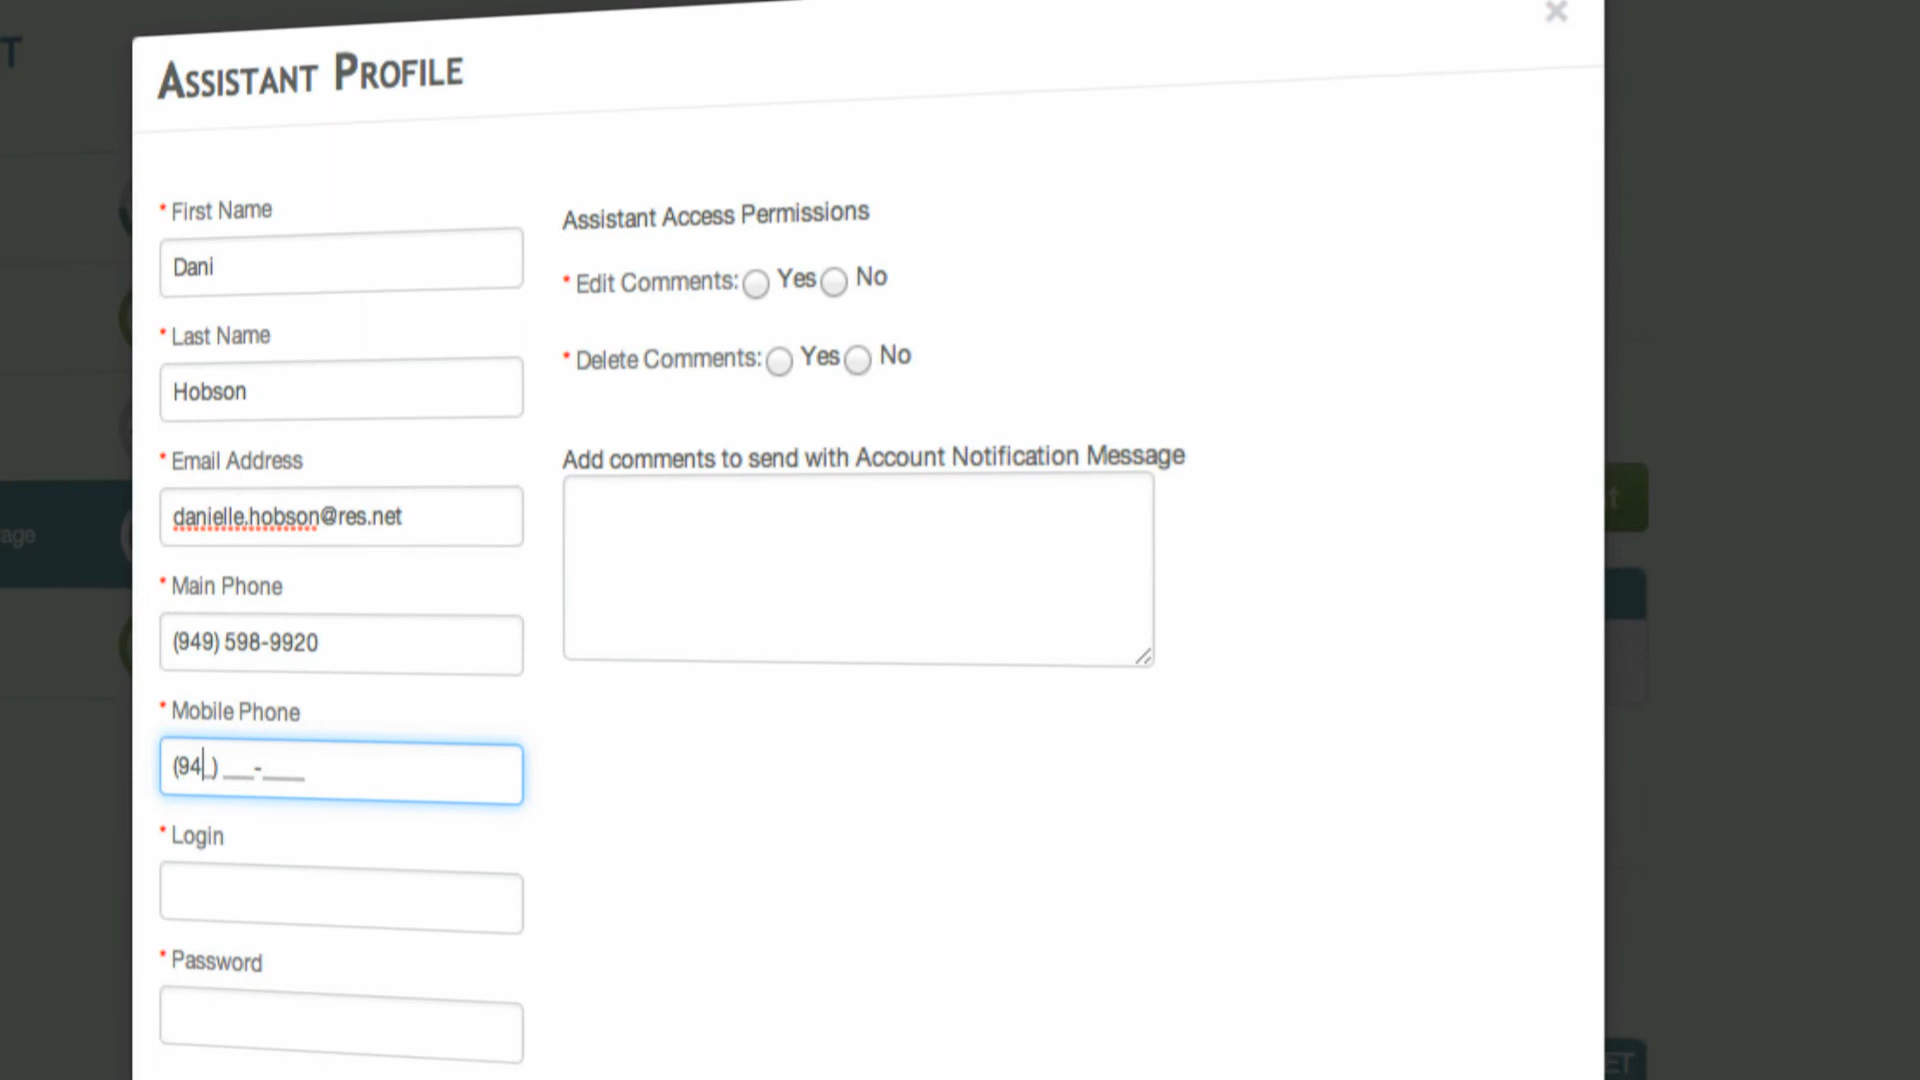 T
ASSISTANT PROFILE
* First Name
Dani
* Last Name
Hobson
* Email Address
danielle.hobson@res.net
* Main Phone
(949) 598-9920
* Mobile Phone
(94_) ___-____
* Login
* Password
Assistant Access Permissions
* Edit Comments: Yes No
* Delete Comments: Yes No
Add comments to send with Account Notification Message
age
t
ET